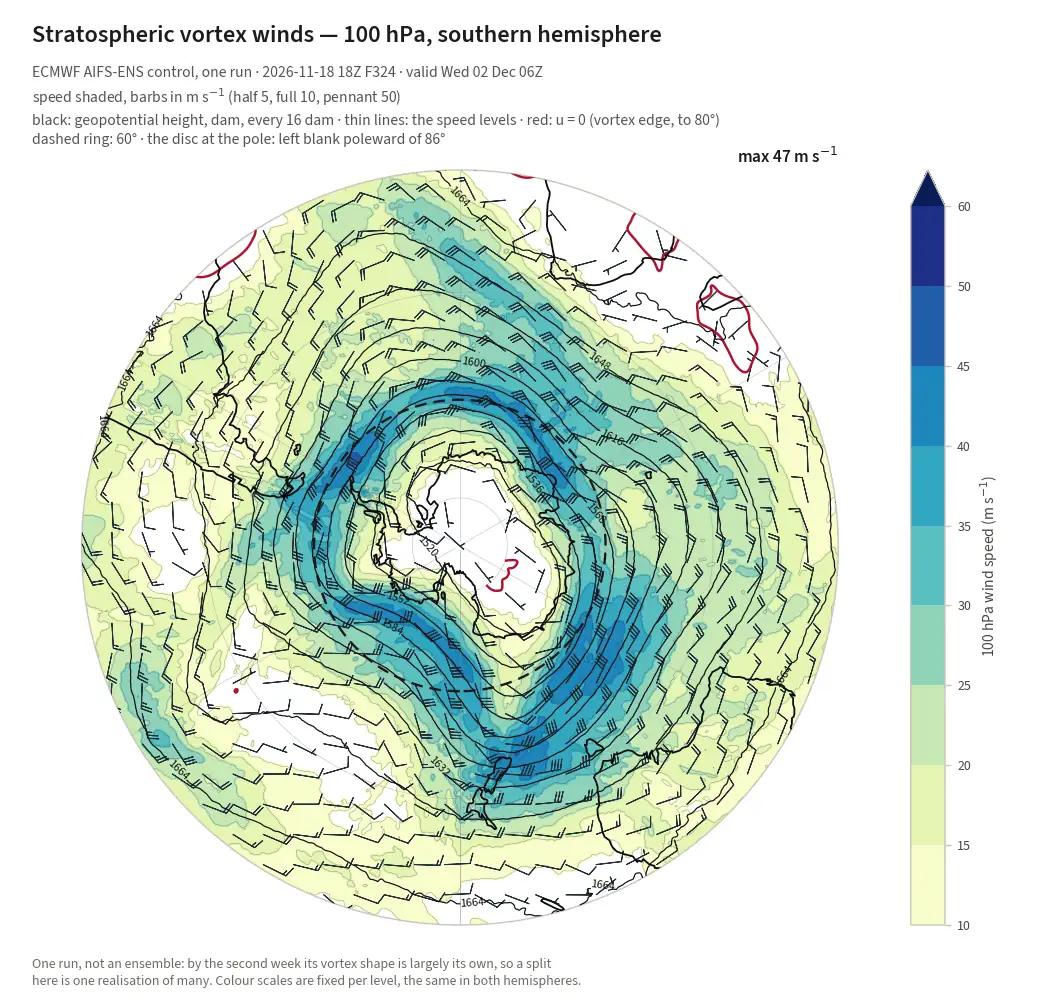 Stratospheric vortex winds — 100 hPa, southern hemisphere
ECMWF AIFS-ENS control, one run · 2026-11-18 18Z F324 · valid Wed 02 Dec 06Z
speed shaded, barbs in m s⁻¹ (half 5, full 10, pennant 50)
black: geopotential height, dam, every 16 dam · thin lines: the speed levels · red: u = 0 (vortex edge, to 80°)
dashed ring: 60° · the disc at the pole: left blank poleward of 86°
max 47 m s⁻¹
1664
1664
1664
1648
1600
1616
1536
1568
1520
1584
1664
1664
1664
1664
60
50
45
40
35
30
25
20
15
10
100 hPa wind speed (m s⁻¹)
One run, not an ensemble: by the second week its vortex shape is largely its own, so a split
here is one realisation of many. Colour scales are fixed per level, the same in both hemispheres.